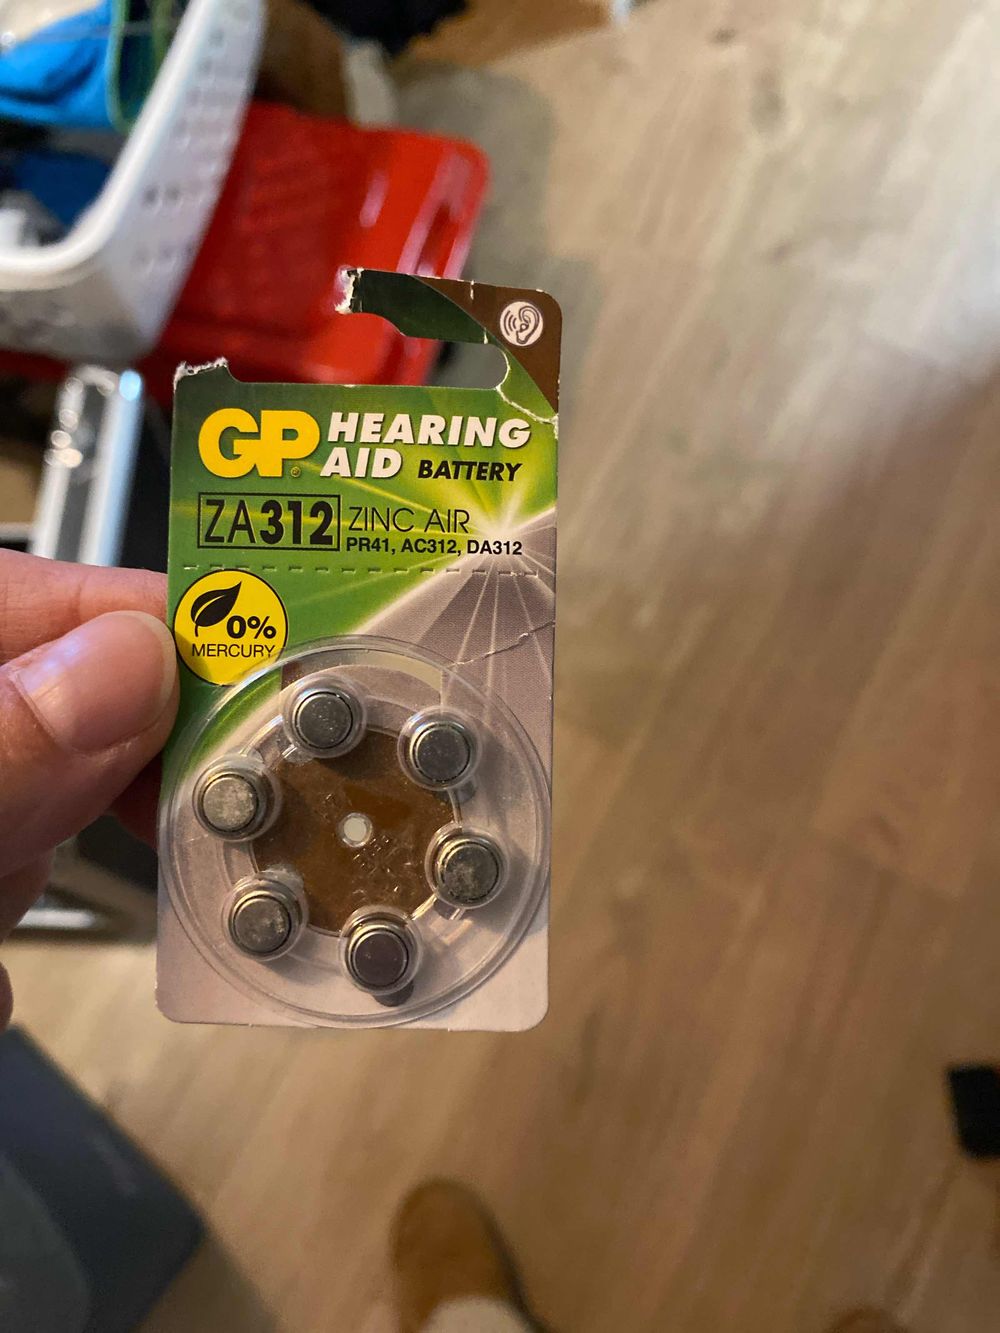 GP® HEARING
AID BATTERY
ZA312 ZINC AIR
PR41, AC312, DA312
0%
MERCURY